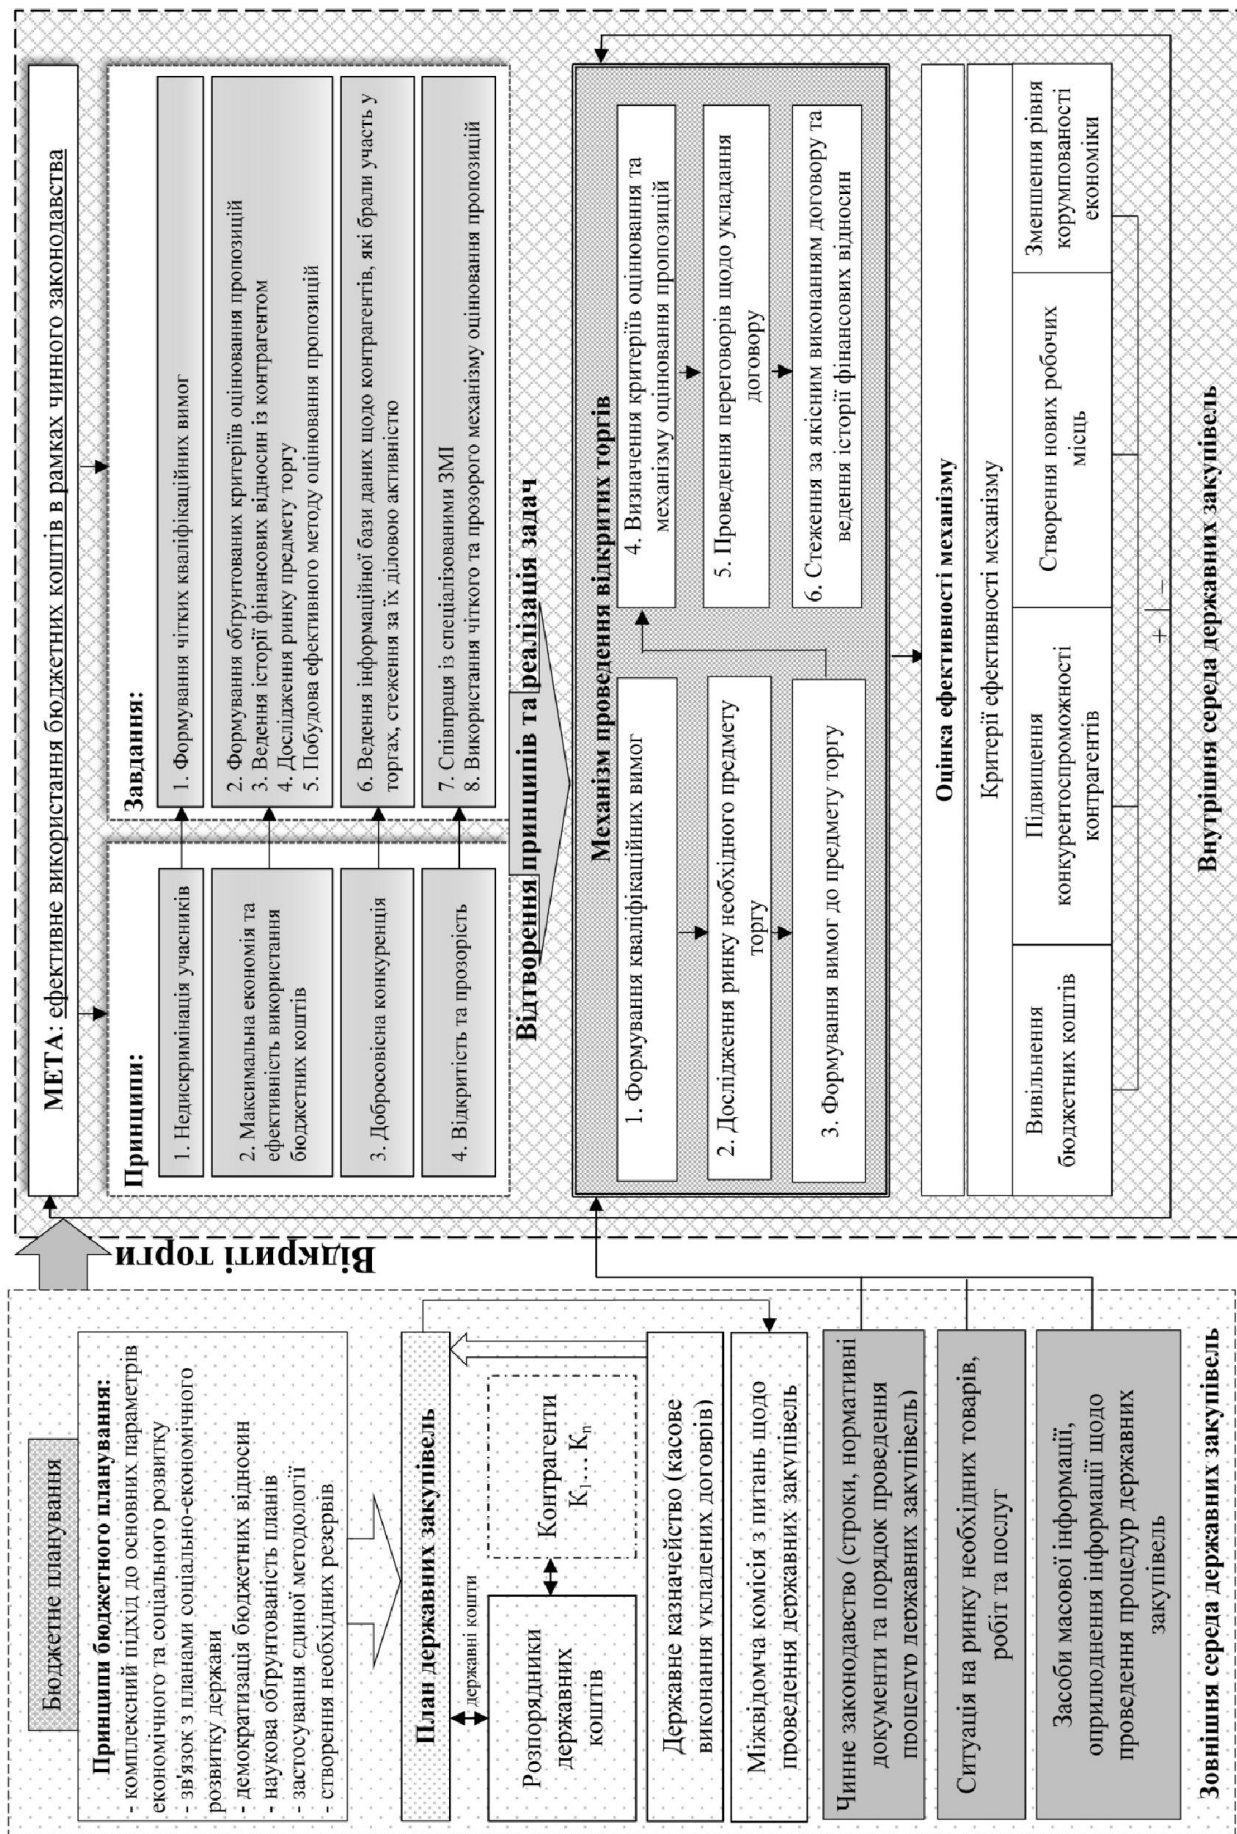 Бюджетне планування
Принципи бюджетного планування:
- комплексний підхід до основних параметрів
економічного та соціального розвитку
- зв'язок з планами соціально-економічного
розвитку держави
- демократизація бюджетних відносин
- наукова обґрунтованість планів
- застосування єдиної методології
- створення необхідних резервів
План державних закупівель
державні кошти
Розпорядники
державних
коштів
Контрагенти
К₁… Кₙ
Державне казначейство (касове
виконання укладених договрів)
Міжвідомча комісія з питань щодо
проведення державних закупівель
Чинне законодавство (строки, нормативні
документи та порядок проведення
процедур державних закупівель)
Ситуація на ринку необхідних товарів,
робіт та послуг
Засоби масової інформації,
оприлюднення інформації щодо
проведення процедур державних
закупівель
Зовнішня середа державних закупівель
Відкриті торги
МЕТА: ефективне використання бюджетних коштів в рамках чинного законодавства
Принципи:
1. Недискримінація учасників
2. Максимальна економія та
ефективність використання
бюджетних коштів
3. Добросовісна конкуренція
4. Відкритість та прозорість
Завдання:
1. Формування чітких кваліфікаційних вимог
2. Формування обґрунтованих критеріїв оцінювання пропозицій
3. Ведення історії фінансових відносин із контрагентом
4. Дослідження ринку предмету торгу
5. Побудова ефективного методу оцінювання пропозицій
6. Ведення інформаційної бази даних щодо контрагентів, які брали участь у
торгах, стеження за їх діловою активністю
7. Співпраця із спеціалізованими ЗМІ
8. Використання чіткого та прозорого механізму оцінювання пропозицій
Відтворення принципів та реалізація задач
Механізм проведення відкритих торгів
1. Формування кваліфікаційних вимог
2. Дослідження ринку необхідного предмету
торгу
3. Формування вимог до предмету торгу
4. Визначення критеріїв оцінювання та
механізму оцінювання пропозицій
5. Проведення переговорів щодо укладання
договору
6. Стеження за якісним виконанням договору та
ведення історії фінансових відносин
Оцінка ефективності механізму
Критерії ефективності механізму
Вивільнення
бюджетних коштів
Підвищення
конкурентоспроможності
контрагентів
Створення нових робочих
місць
Зменшення рівня
корумпованості
економіки
+ –
Внутрішня середа державних закупівель